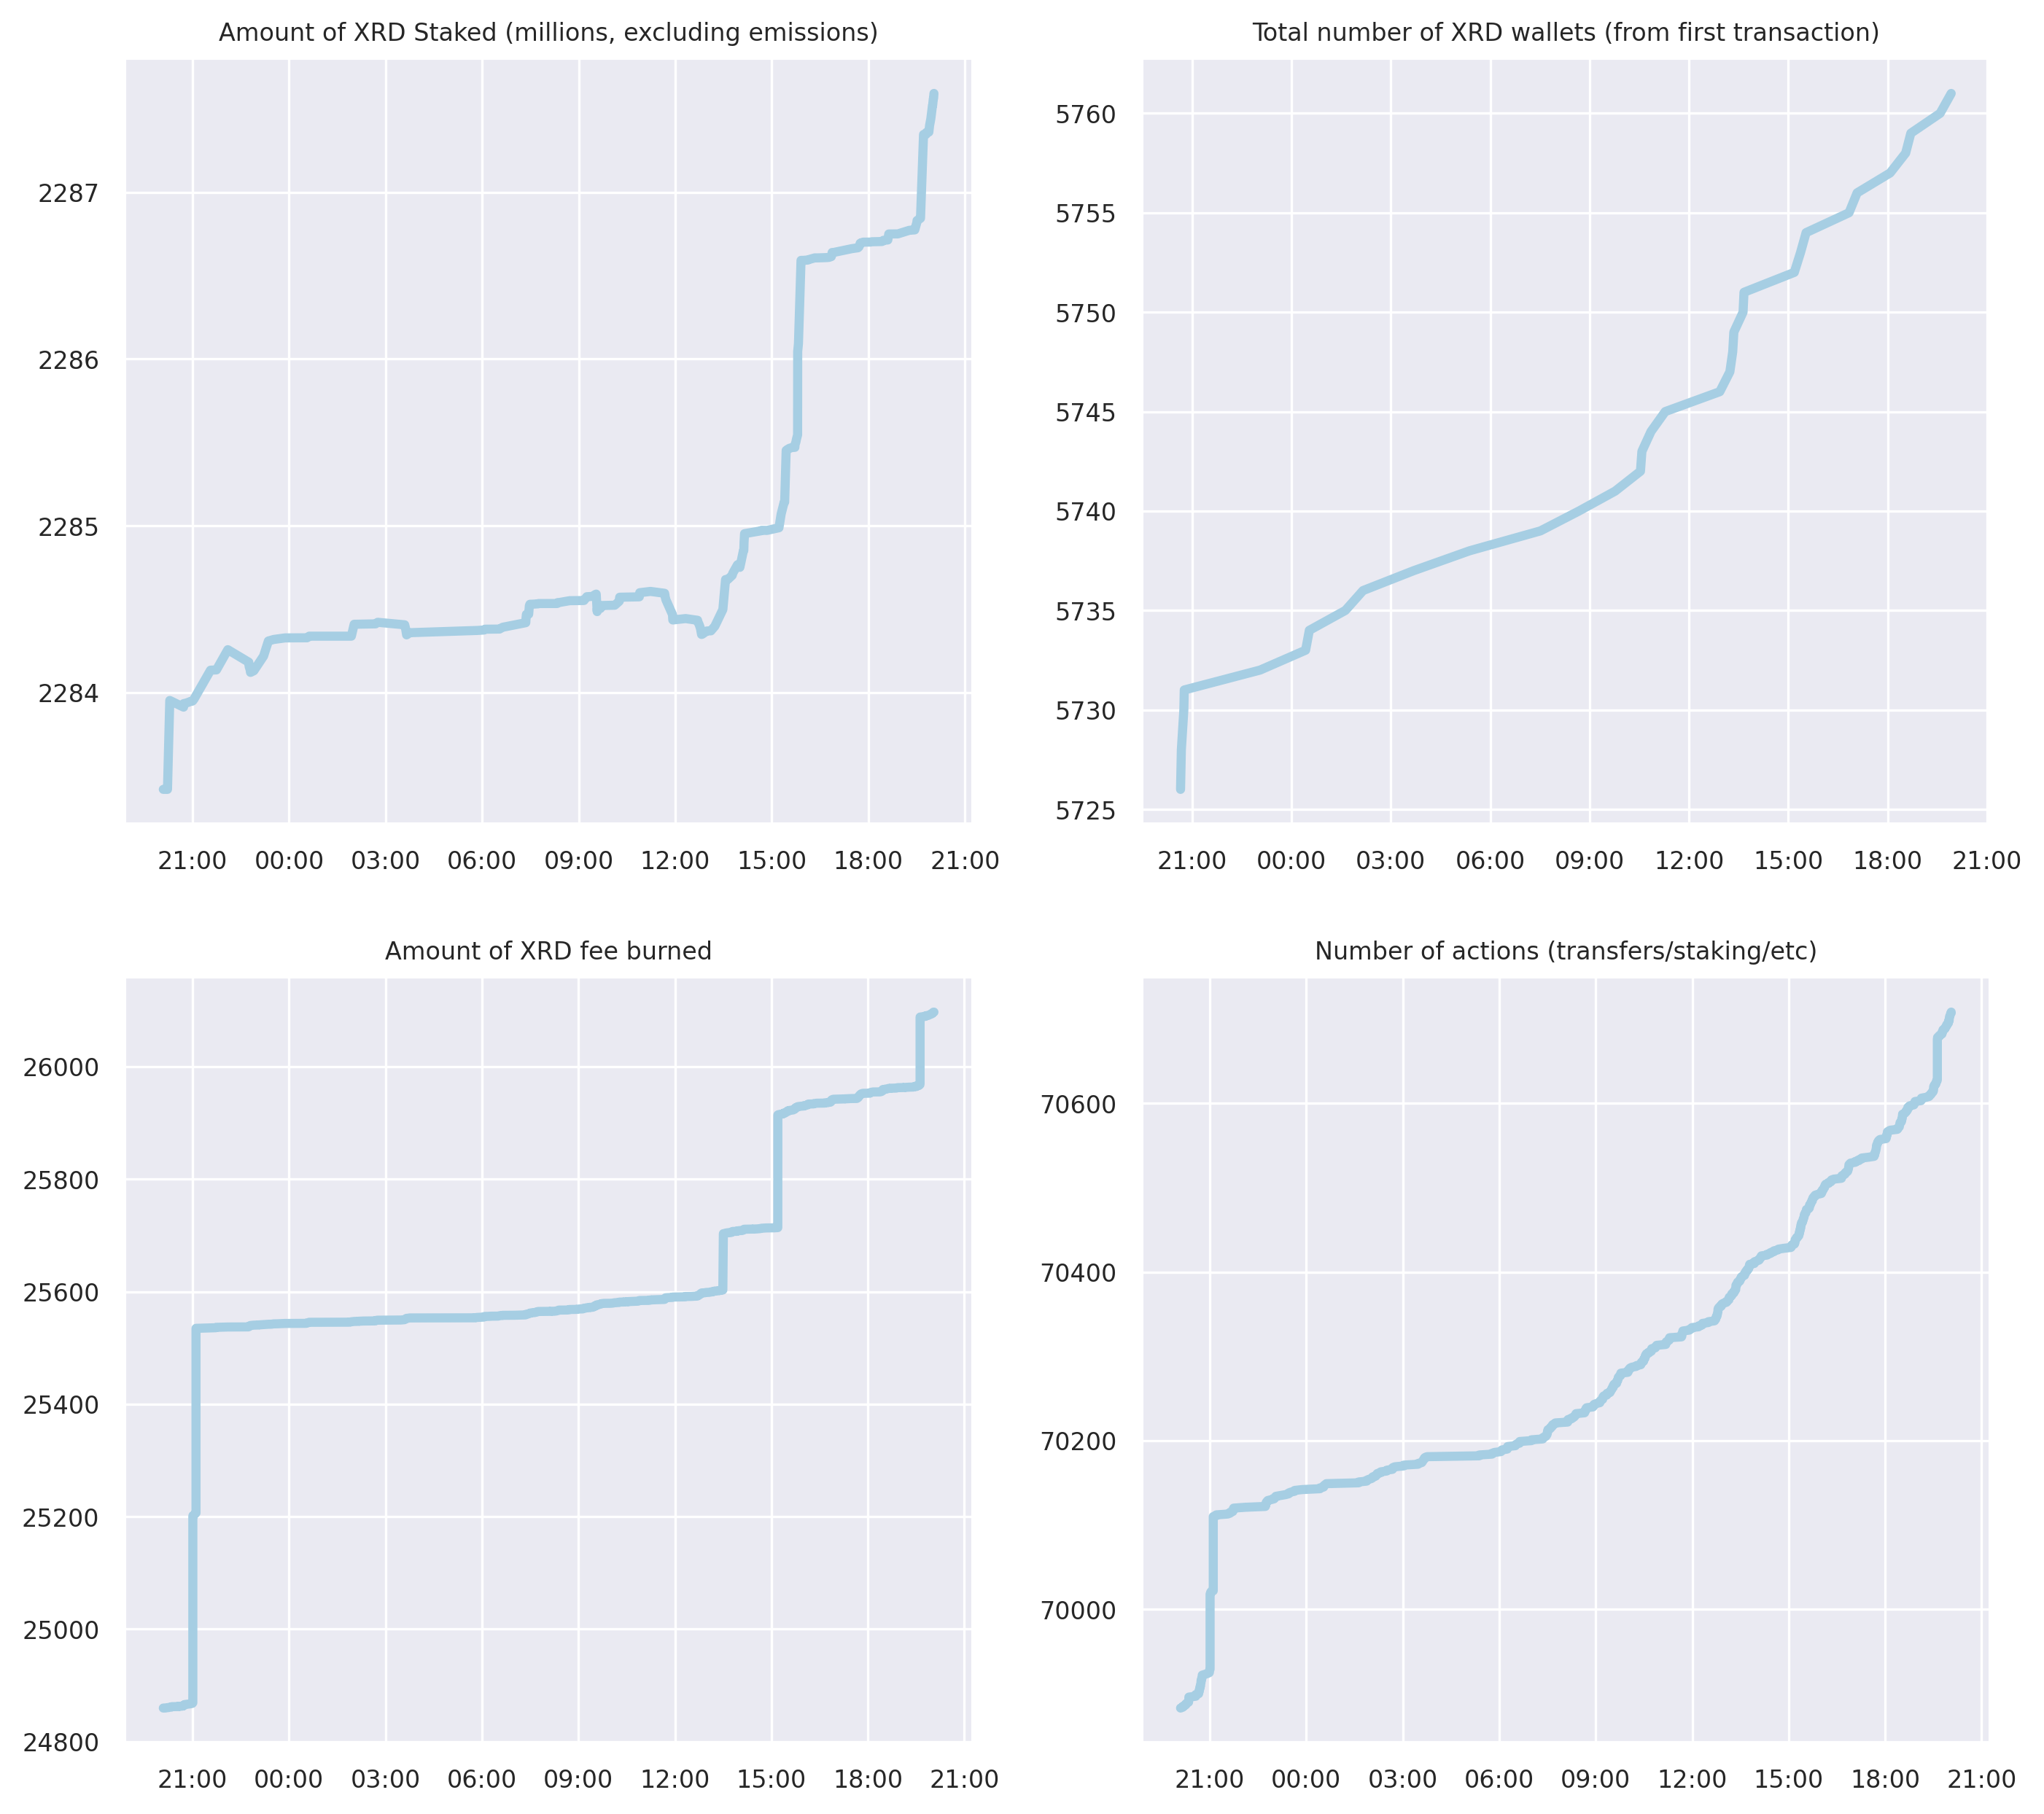 Amount of XRD Staked (millions, excluding emissions)
2287
2286
2285
2284
21:00 00:00 03:00 06:00 09:00 12:00 15:00 18:00 21:00
Total number of XRD wallets (from first transaction)
5760
5755
5750
5745
5740
5735
5730
5725
21:00 00:00 03:00 06:00 09:00 12:00 15:00 18:00 21:00
Amount of XRD fee burned
26000
25800
25600
25400
25200
25000
24800
21:00 00:00 03:00 06:00 09:00 12:00 15:00 18:00 21:00
Number of actions (transfers/staking/etc)
70600
70400
70200
70000
21:00 00:00 03:00 06:00 09:00 12:00 15:00 18:00 21:00